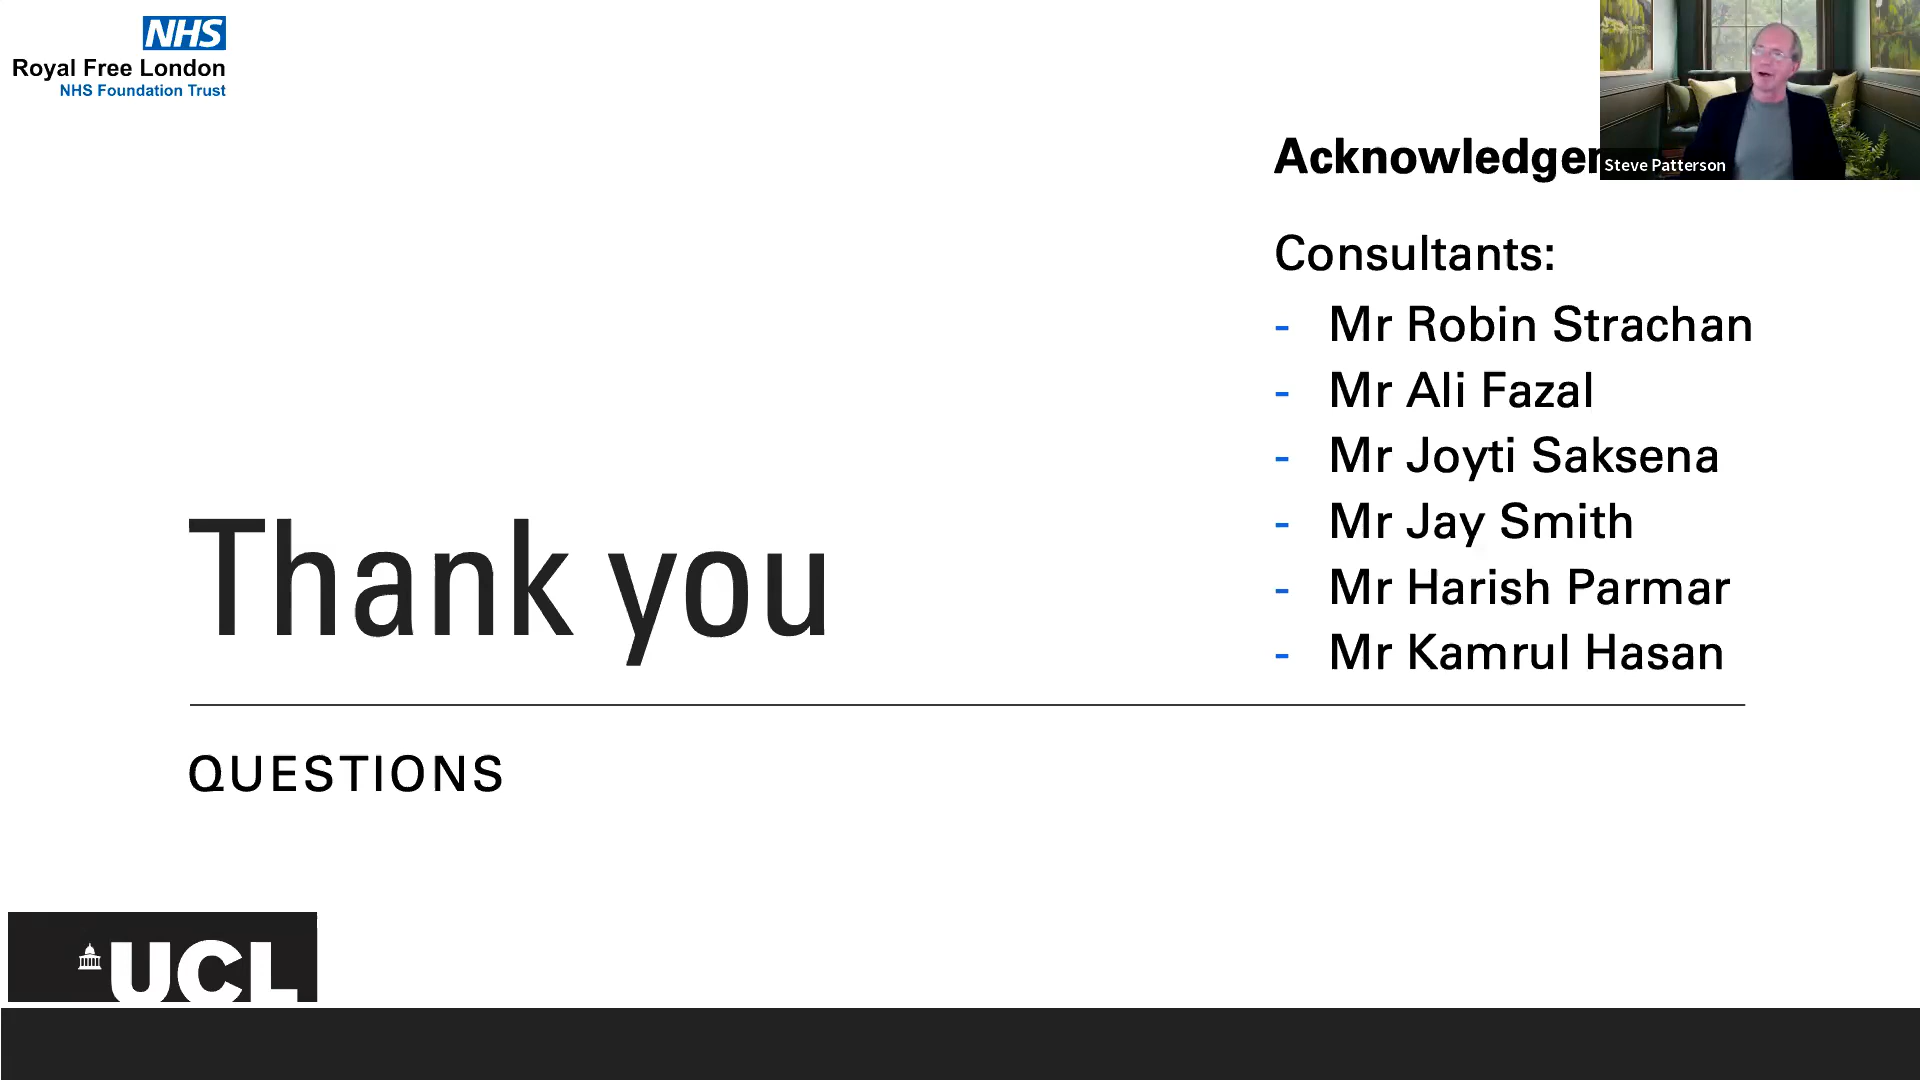 NHS
Royal Free London
NHS Foundation Trust
Steve Patterson
Consultants:
- Mr Robin Strachan
- Mr Ali Fazal
- Mr Joyti Saksena
- Mr Jay Smith
- Mr Harish Parmar
- Mr Kamrul Hasan
Thank you
QUESTIONS
UCL